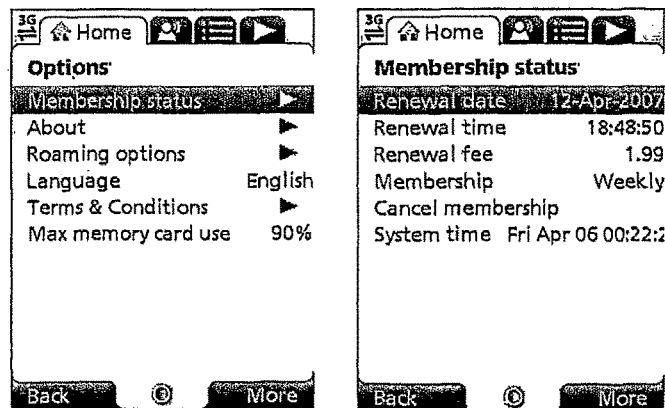 3G
Home
Options
Membership status
About
Roaming options
Language English
Terms & Conditions
Max memory card use 90%
Back More
3G
Home
Membership status
Renewal date 12-Apr-2007
Renewal time 18:48:50
Renewal fee 1.99
Membership Weekly
Cancel membership
System time Fri Apr 06 00:22:2
Back More